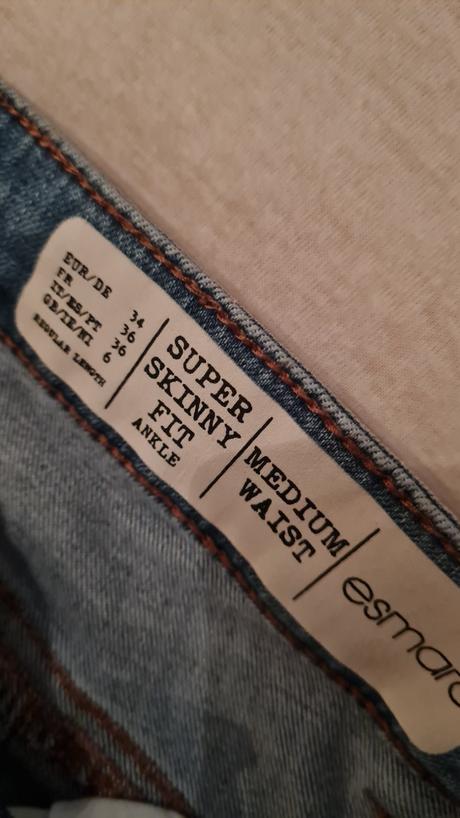 EUR/DE 34
FR 36
IT/ES/PT 36
GB/IE/NI 6
REGULAR LENGTH
SUPER
SKINNY
FIT
ANKLE
MEDIUM
WAIST
esmara